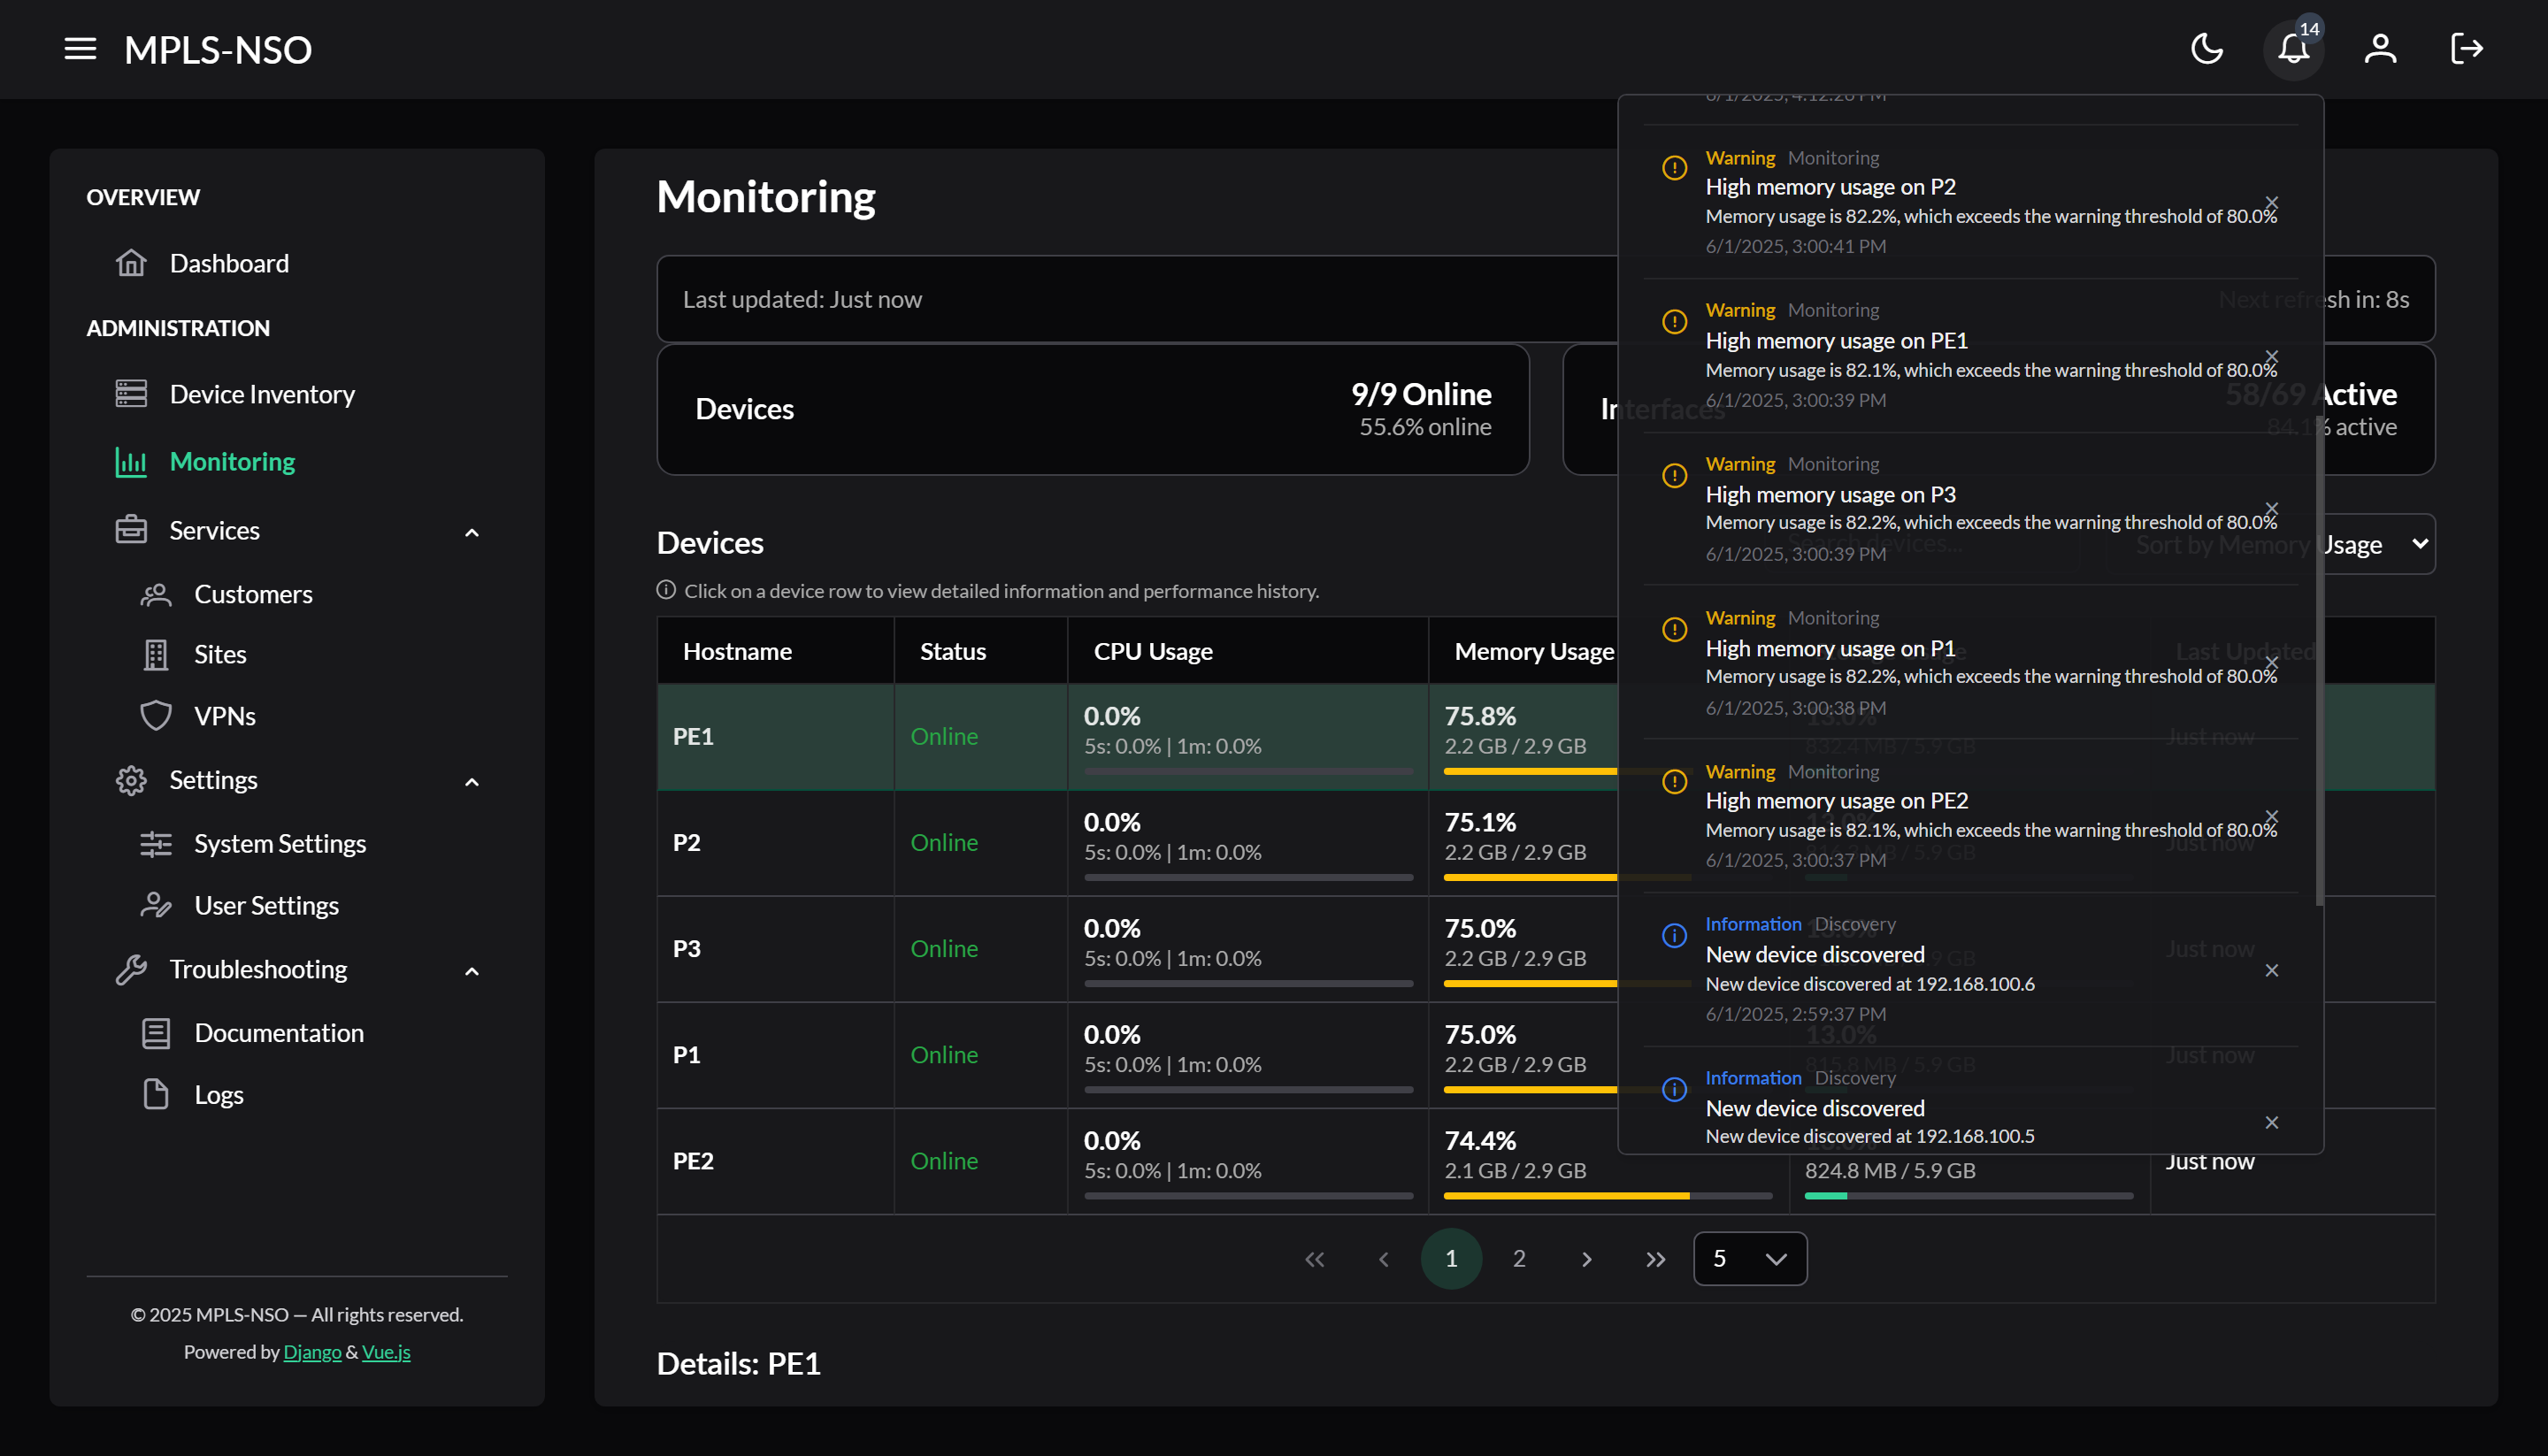 MPLS-NSO
14
OVERVIEW
Dashboard
ADMINISTRATION
Device Inventory
Monitoring
Services
Customers
Sites
VPNs
Settings
System Settings
User Settings
Troubleshooting
Documentation
Logs
© 2025 MPLS-NSO — All rights reserved.
Powered by Django & Vue.js
Monitoring
Last updated: Just now
Next refresh in: 8s
Devices
9/9 Online
55.6% online
Interfaces
58/69 Active
84.1% active
Devices
Search devices...
Sort by Memory Usage
Click on a device row to view detailed information and performance history.
Hostname Status CPU Usage Memory Usage Usage Last Updated
PE1 Online 0.0% 75.8% 13.0% Just now
5s: 0.0% | 1m: 0.0% 2.2 GB / 2.9 GB 832.4 MB / 5.9 GB
P2 Online 0.0% 75.1% 13.0% Just now
5s: 0.0% | 1m: 0.0% 2.2 GB / 2.9 GB / 5.9 GB
P3 Online 0.0% 75.0% Just now
5s: 0.0% | 1m: 0.0% 2.2 GB / 2.9 GB
P1 Online 0.0% 75.0% 13.0% Just now
5s: 0.0% | 1m: 0.0% 2.2 GB / 2.9 GB 815.8 MB / 5.9 GB
PE2 Online 0.0% 74.4% Just now
5s: 0.0% | 1m: 0.0% 2.1 GB / 2.9 GB 824.8 MB / 5.9 GB
1 2 5
Details: PE1
6/1/2025, 4:12:26 PM
Warning Monitoring
High memory usage on P2
Memory usage is 82.2%, which exceeds the warning threshold of 80.0%
6/1/2025, 3:00:41 PM
Warning Monitoring
High memory usage on PE1
Memory usage is 82.1%, which exceeds the warning threshold of 80.0%
6/1/2025, 3:00:39 PM
Warning Monitoring
High memory usage on P3
Memory usage is 82.2%, which exceeds the warning threshold of 80.0%
6/1/2025, 3:00:39 PM
Warning Monitoring
High memory usage on P1
Memory usage is 82.2%, which exceeds the warning threshold of 80.0%
6/1/2025, 3:00:38 PM
Warning Monitoring
High memory usage on PE2
Memory usage is 82.1%, which exceeds the warning threshold of 80.0%
6/1/2025, 3:00:37 PM
Information Discovery
New device discovered
New device discovered at 192.168.100.6
6/1/2025, 2:59:37 PM
Information Discovery
New device discovered
New device discovered at 192.168.100.5